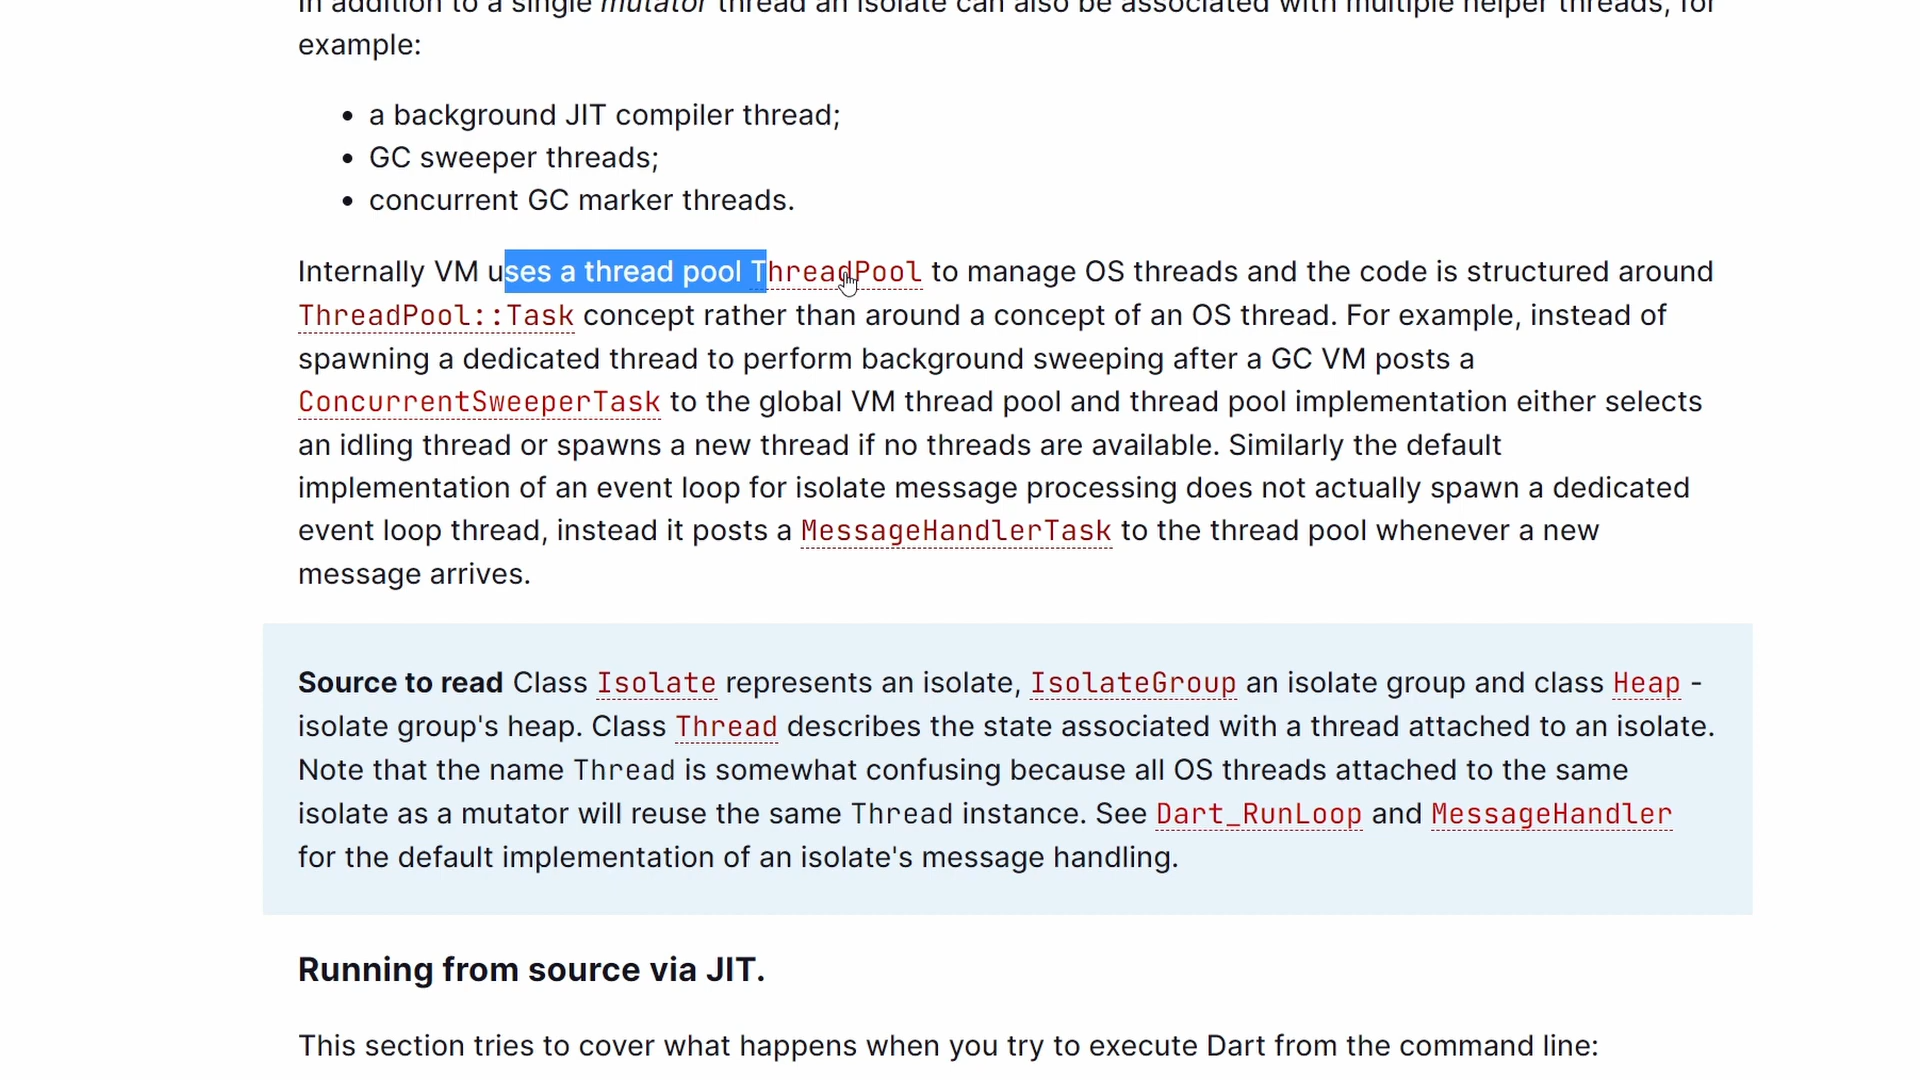 In addition to a single mutator thread an isolate can also be associated with multiple helper threads, for
example:
• a background JIT compiler thread;
• GC sweeper threads;
• concurrent GC marker threads.
Internally VM uses a thread pool ThreadPool to manage OS threads and the code is structured around
ThreadPool::Task concept rather than around a concept of an OS thread. For example, instead of
spawning a dedicated thread to perform background sweeping after a GC VM posts a
ConcurrentSweeperTask to the global VM thread pool and thread pool implementation either selects
an idling thread or spawns a new thread if no threads are available. Similarly the default
implementation of an event loop for isolate message processing does not actually spawn a dedicated
event loop thread, instead it posts a MessageHandlerTask to the thread pool whenever a new
message arrives.
Source to read Class Isolate represents an isolate, IsolateGroup an isolate group and class Heap -
isolate group's heap. Class Thread describes the state associated with a thread attached to an isolate.
Note that the name Thread is somewhat confusing because all OS threads attached to the same
isolate as a mutator will reuse the same Thread instance. See Dart_RunLoop and MessageHandler
for the default implementation of an isolate's message handling.
Running from source via JIT.
This section tries to cover what happens when you try to execute Dart from the command line: